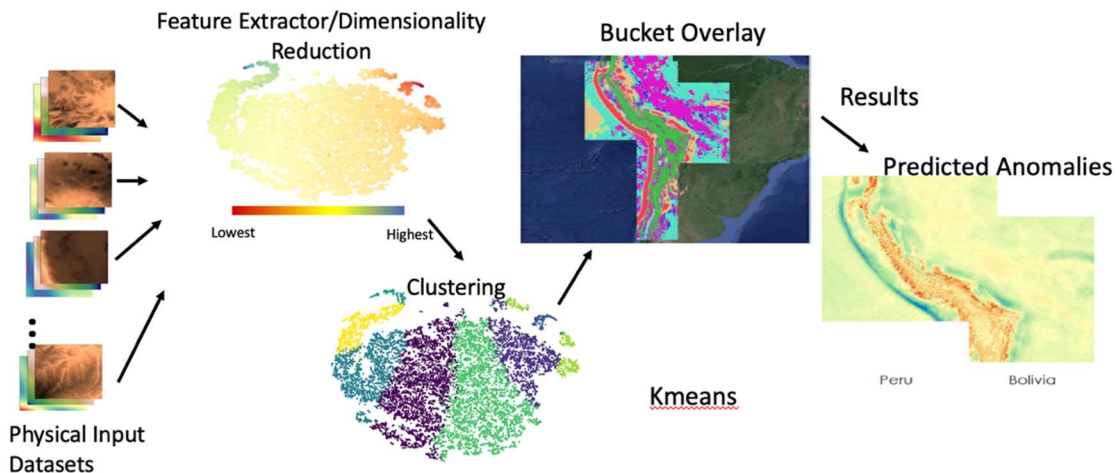 Feature Extractor/Dimensionality
Reduction
Bucket Overlay
Results
Predicted Anomalies
Lowest
Highest
Clustering
Kmeans
Peru
Bolivia
Physical Input
Datasets